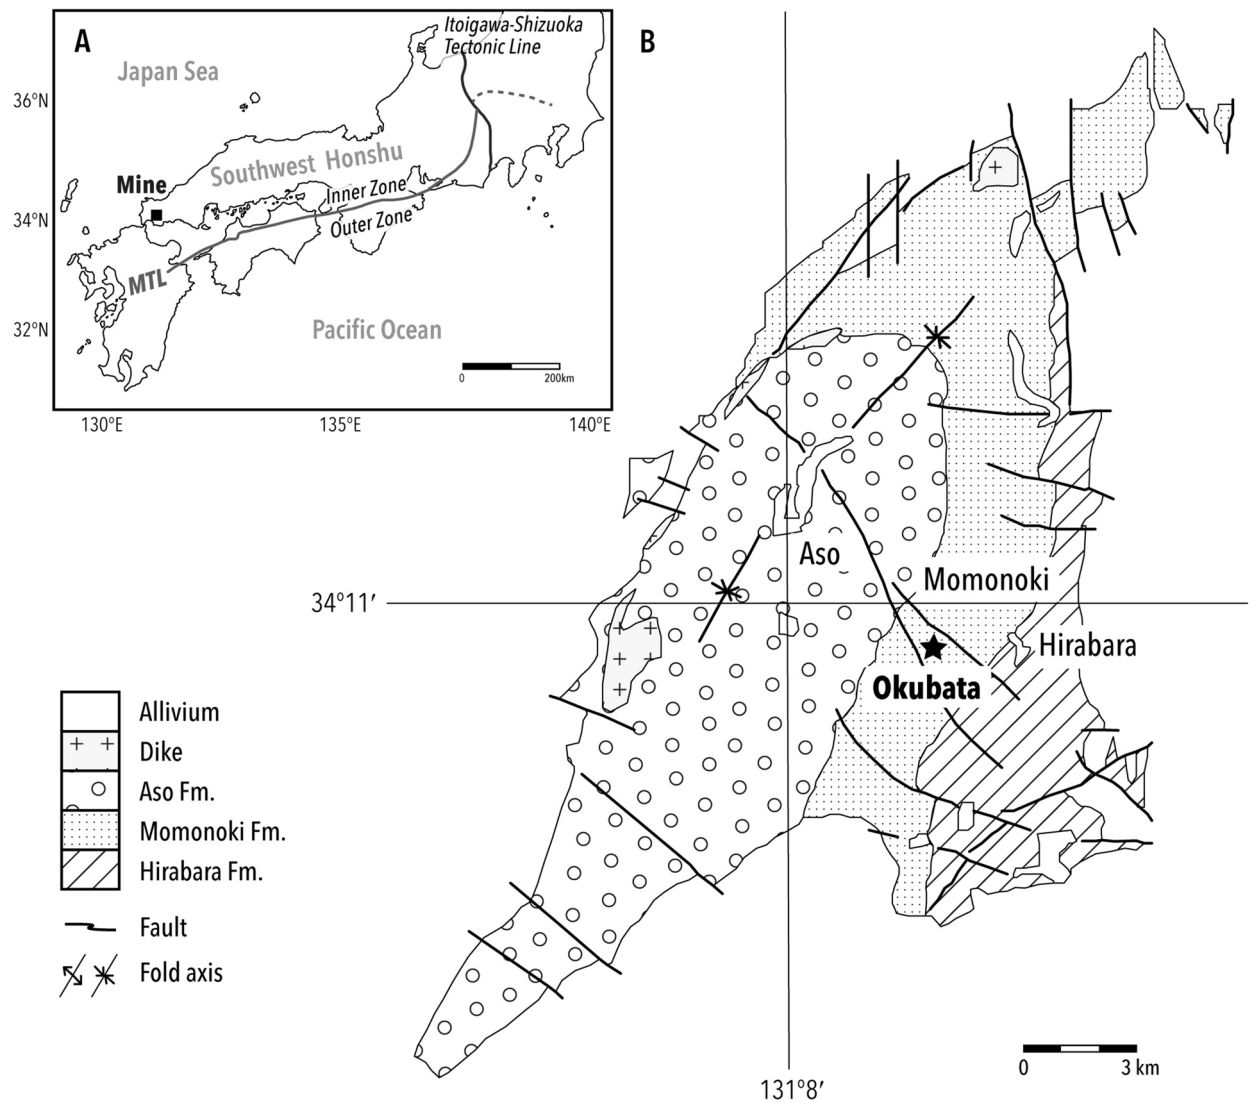 A
Itoigawa-Shizuoka
Tectonic Line
Japan Sea
36°N
Southwest Honshu
Mine
Inner Zone
34°N
Outer Zone
MTL
32°N
Pacific Ocean
0
200km
130°E
135°E
140°E
B
Aso
Momonoki
34°11′
Hirabara
Okubata
Allivium
Dike
Aso Fm.
Momonoki Fm.
Hirabara Fm.
Fault
Fold axis
0
3 km
131°8′